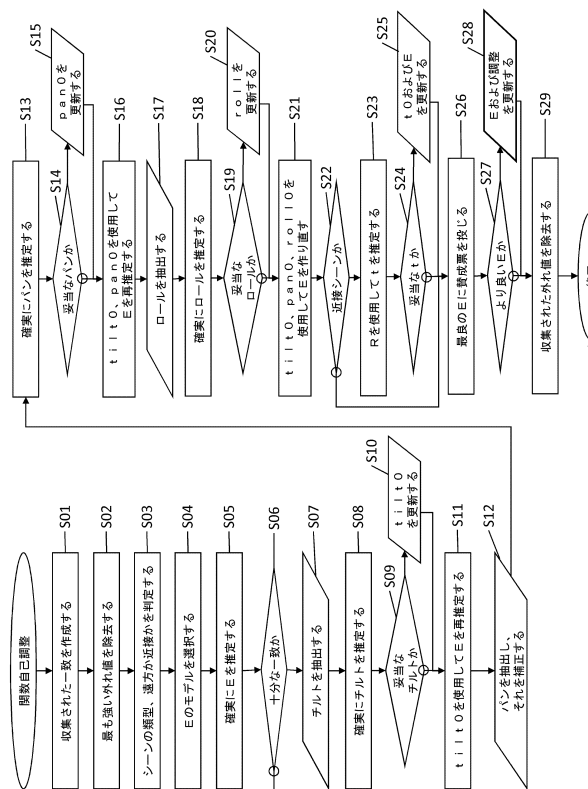 関数自己調整
収集された一致を作成する
S01
最も強い外れ値を除去する
S02
シーンの類型、遠方か近接かを判定する
S03
Eのモデルを選択する
S04
確実にEを推定する
S05
十分な一致か
S06
チルトを抽出する
S07
確実にチルトを推定する
S08
妥当な
チルトか
S09
tilt0を
更新する
S10
tilt0を使用してEを再推定する
S11
パンを抽出し、
それを補正する
S12
確実にパンを推定する
S13
妥当なパンか
S14
pan0を
更新する
S15
tilt0、pan0を使用して
Eを再推定する
S16
ロールを抽出する
S17
確実にロールを推定する
S18
妥当な
ロールか
S19
rollを
更新する
S20
tilt0、pan0、roll0を
使用してEを作り直す
S21
近接シーンか
S22
Rを使用してtを推定する
S23
妥当なtか
S24
t0およびE
を更新する
S25
最良のEに賛成票を投じる
S26
より良いEか
S27
Eおよび調整
を更新する
S28
収集された外れ値を除去する
S29